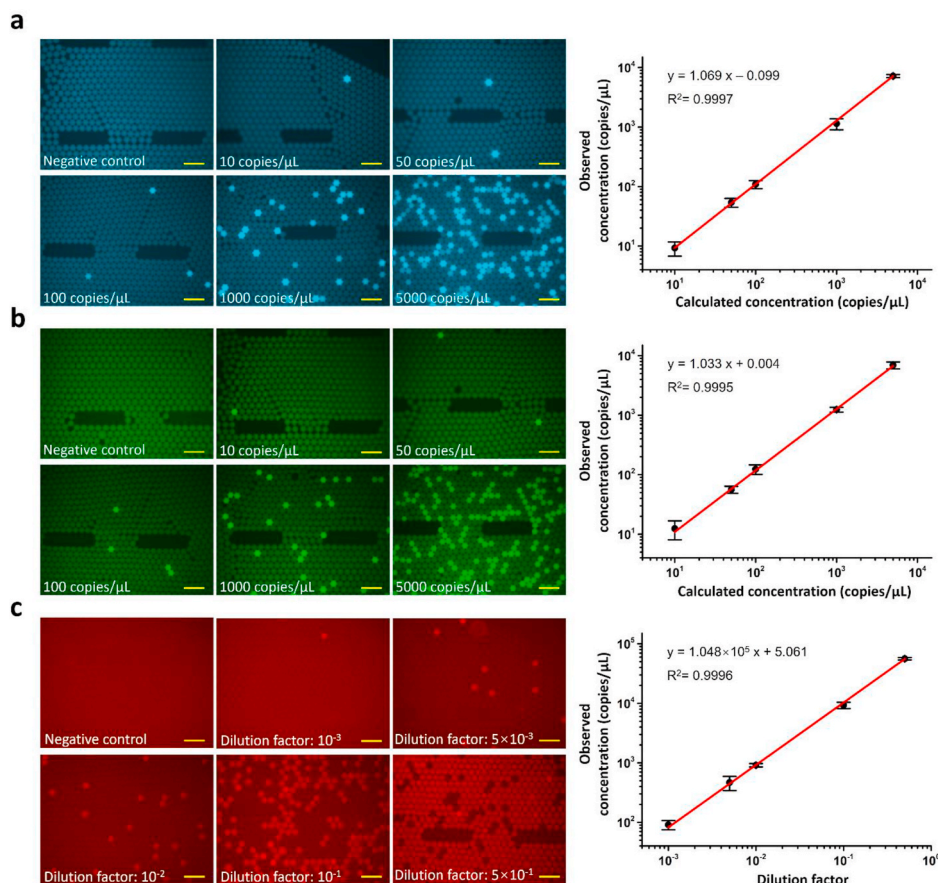 a
Negative control
10 copies/µL
50 copies/µL
100 copies/µL
1000 copies/µL
5000 copies/µL
y = 1.069 x – 0.099
R²= 0.9997
Observed
concentration (copies/µL)
10⁴
10³
10²
10¹
10¹ 10² 10³ 10⁴
Calculated concentration (copies/µL)
b
Negative control
10 copies/µL
50 copies/µL
100 copies/µL
1000 copies/µL
5000 copies/µL
y = 1.033 x + 0.004
R²= 0.9995
Observed
concentration (copies/µL)
10⁴
10³
10²
10¹
10¹ 10² 10³ 10⁴
Calculated concentration (copies/µL)
c
Negative control
Dilution factor: 10⁻³
Dilution factor: 5×10⁻³
Dilution factor: 10⁻²
Dilution factor: 10⁻¹
Dilution factor: 5×10⁻¹
y = 1.048×10⁵ x + 5.061
R²= 0.9996
Observed
concentration (copies/µL)
10⁵
10⁴
10³
10²
10⁻³ 10⁻² 10⁻¹ 10⁰
Dilution factor